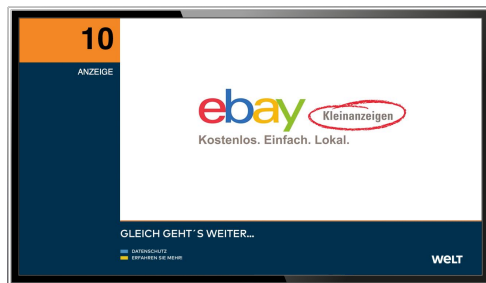 10
ANZEIGE
ebay
Kleinanzeigen
Kostenlos. Einfach. Lokal.
GLEICH GEHT´S WEITER...
DATENSCHUTZ
ERFAHREN SIE MEHR
WELT